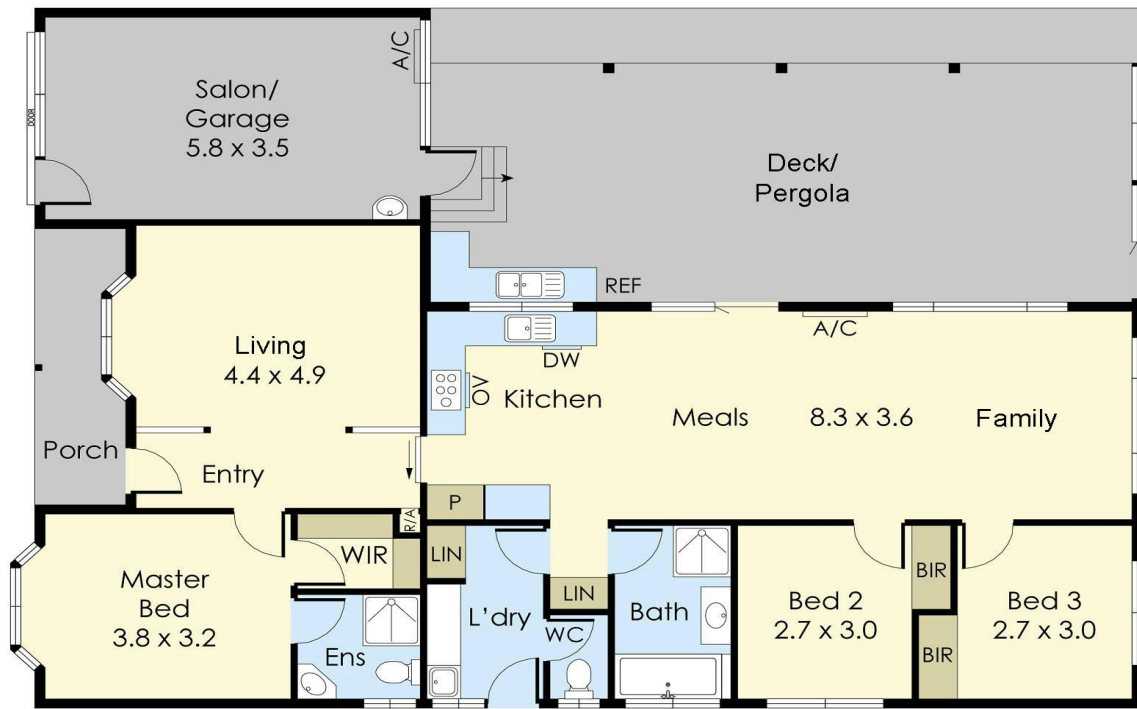 A/C
Salon/
Garage
5.8 x 3.5
DOOR
Deck/
Pergola
REF
Living
4.4 x 4.9
A/C
DW
OV
Kitchen
Meals
8.3 x 3.6
Family
Porch
Entry
P
R/A
WIR
LIN
Master
Bed
3.8 x 3.2
Ens
L'dry
LIN
WC
Bath
Bed 2
2.7 x 3.0
BIR
BIR
Bed 3
2.7 x 3.0